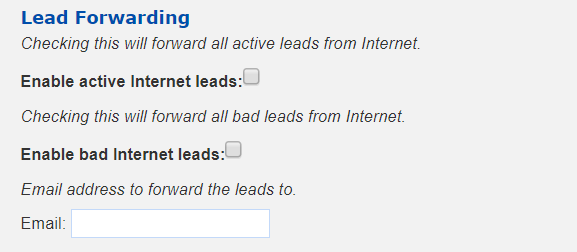 Lead Forwarding
Checking this will forward all active leads from Internet.
Enable active Internet leads:
Checking this will forward all bad leads from Internet.
Enable bad Internet leads:
Email address to forward the leads to.
Email: